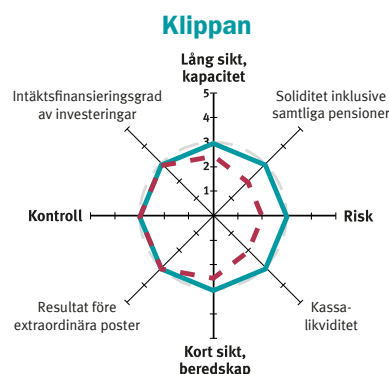 Klippan
Lång sikt,
kapacitet
Intäktsfinansieringsgrad
av investeringar
Soliditet inklusive
samtliga pensioner
5
4
3
2
1
Kontroll
Risk
Resultat före
extraordinära poster
Kassa-
likviditet
Kort sikt,
beredskap